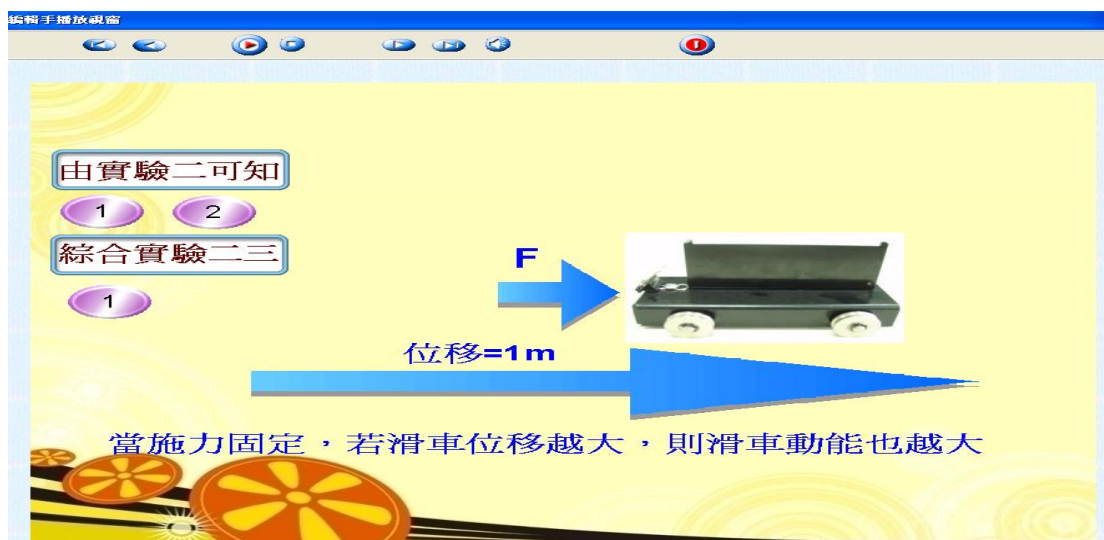 編輯手播放視窗
由實驗二可知
1 2
綜合實驗二三
1
F
位移=1m
當施力固定，若滑車位移越大，則滑車動能也越大